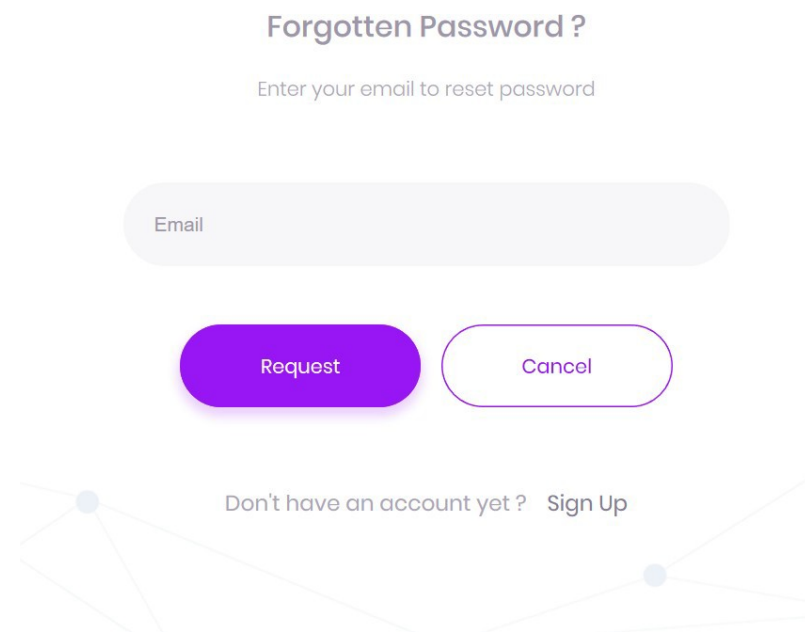 Forgotten Password ?
Enter your email to reset password
Email
Request Cancel
Don't have an account yet ? Sign Up